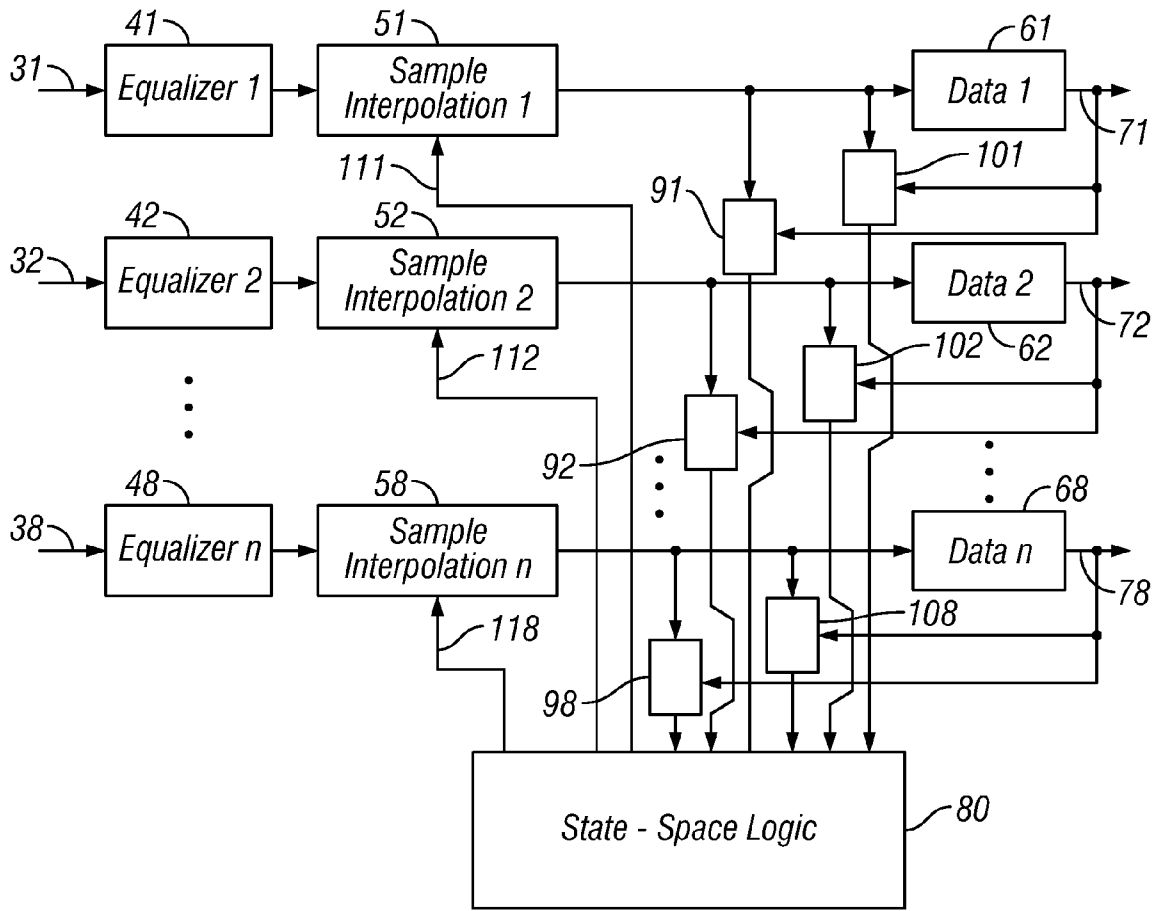 41
51
61
31
Equalizer 1
Sample
Interpolation 1
Data 1
71
111
101
91
42
52
32
Equalizer 2
Sample
Interpolation 2
Data 2
72
62
112
102
92
48
58
68
38
Equalizer n
Sample
Interpolation n
Data n
78
118
108
98
State - Space Logic
80